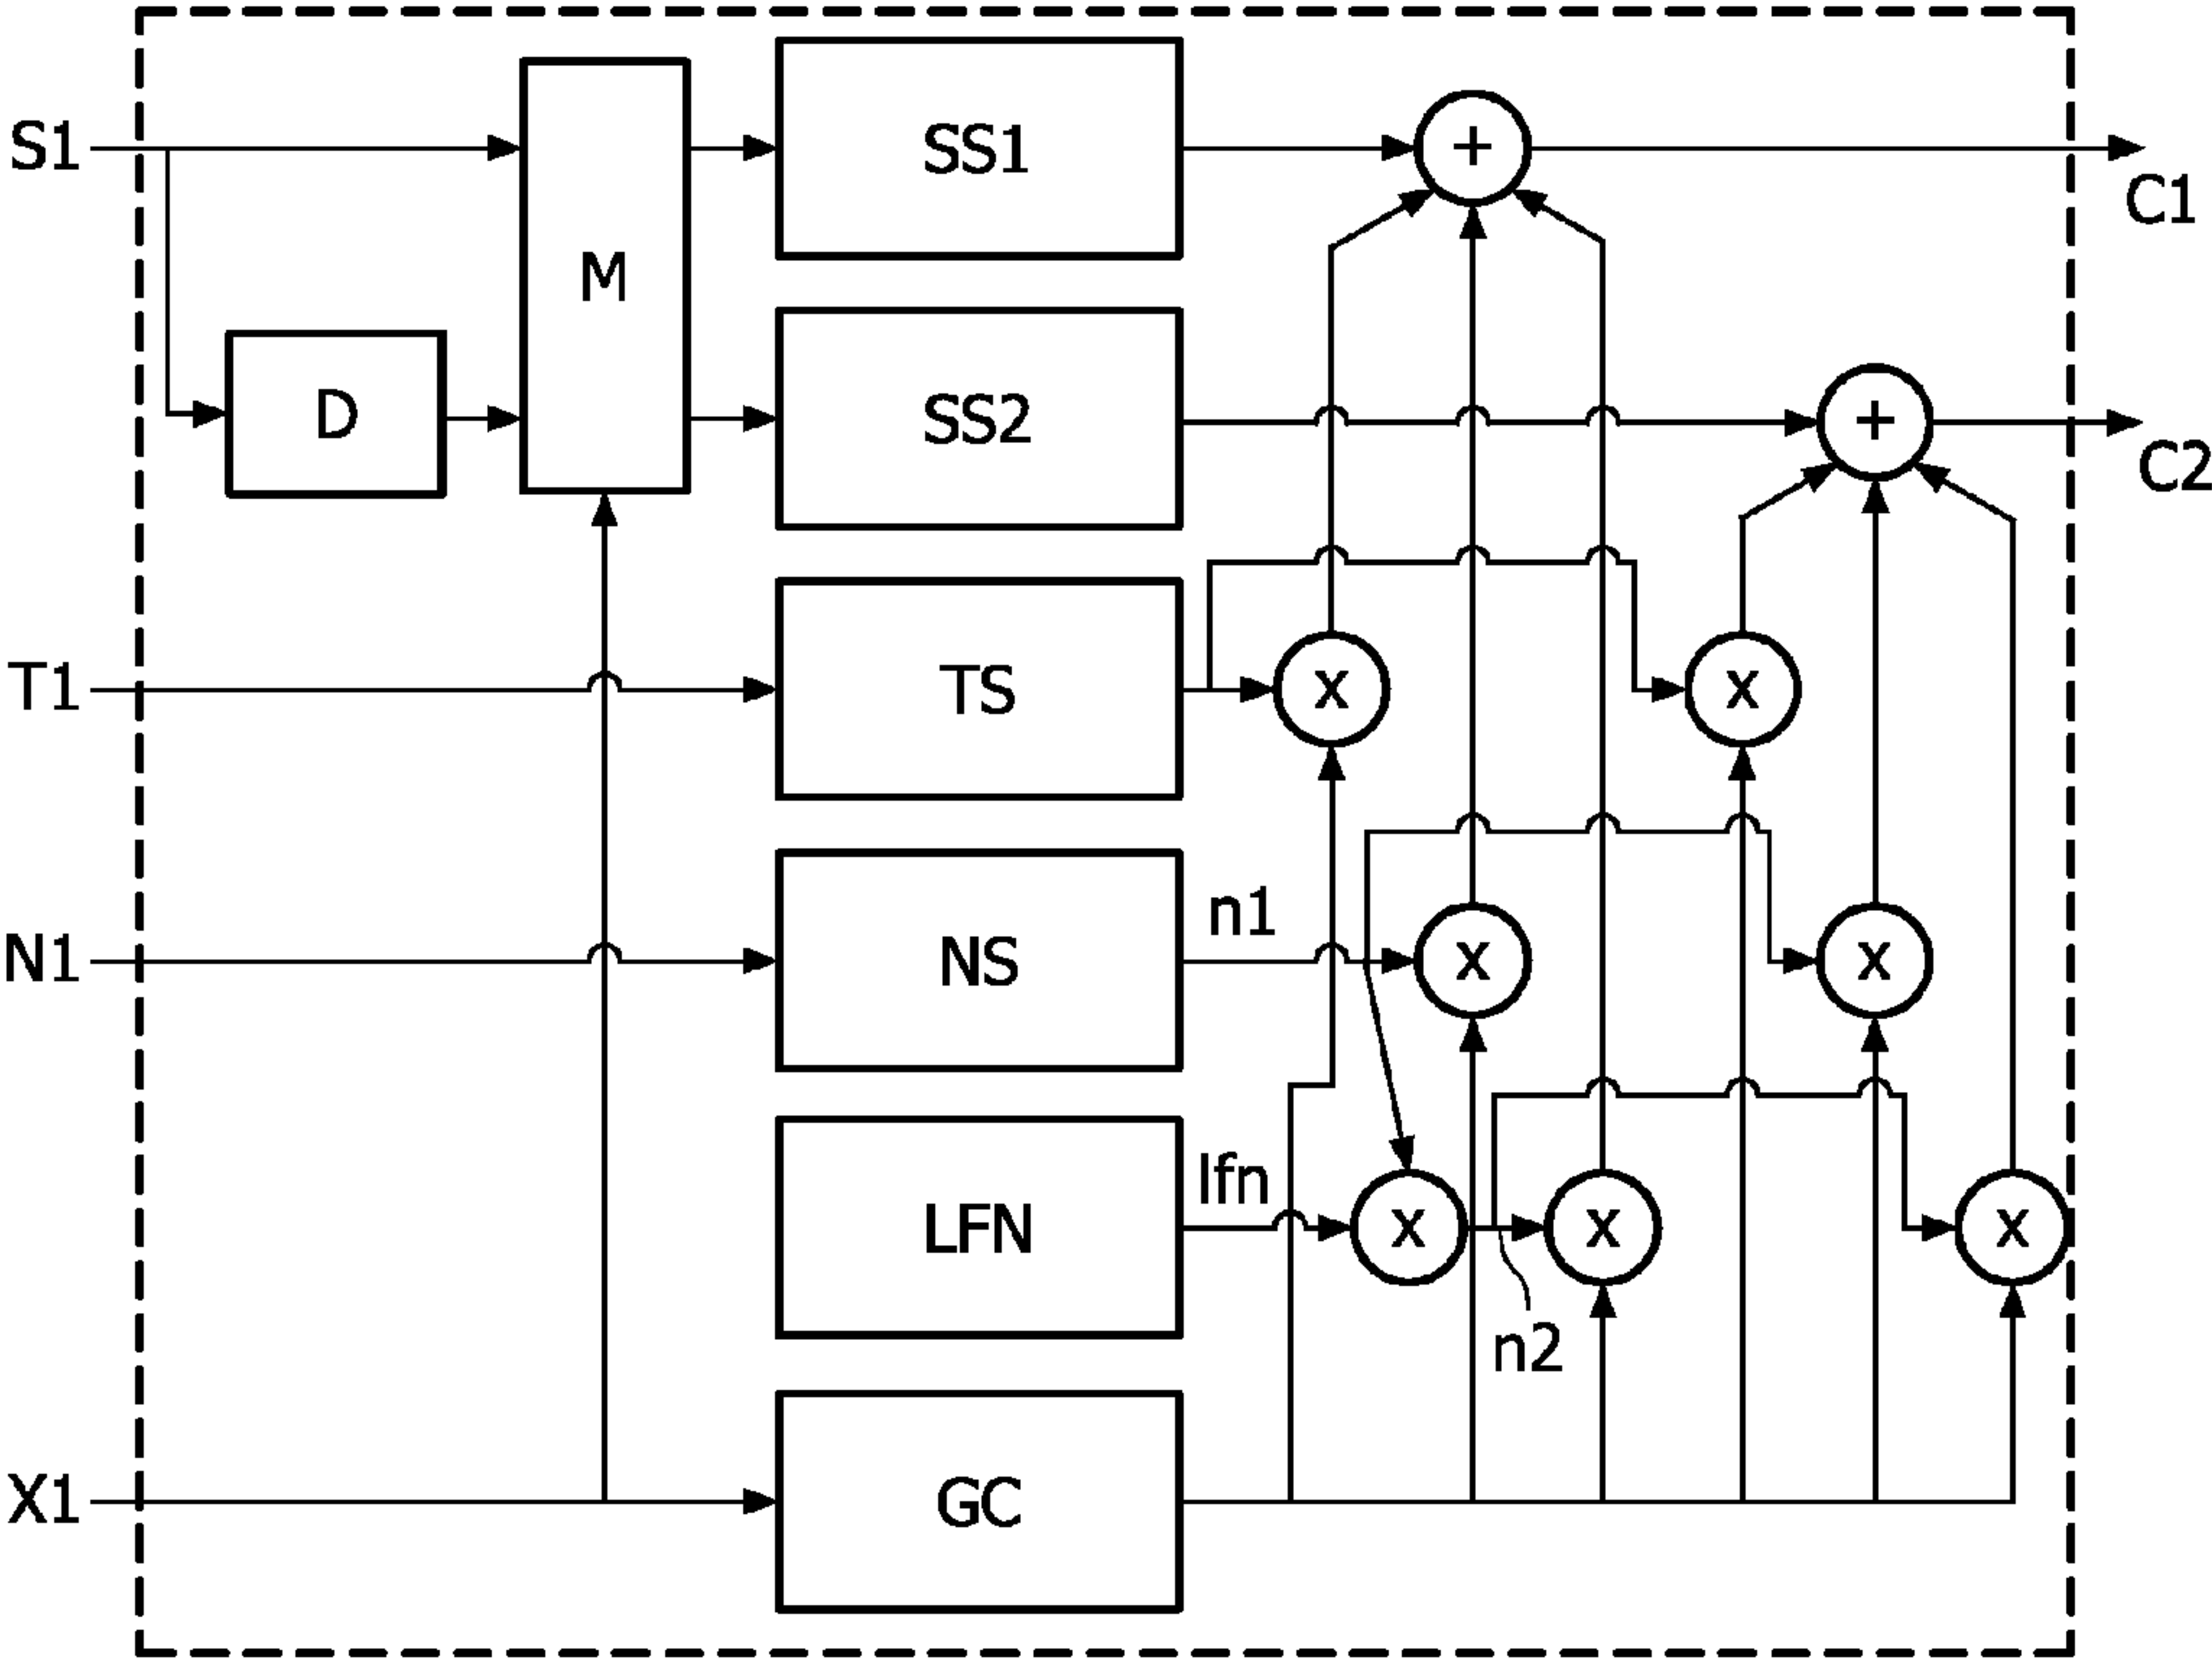 S1
M
SS1
+
C1
D
SS2
+
C2
T1
TS
x
x
N1
NS
n1
x
x
LFN
lfn
x
x
x
n2
X1
GC